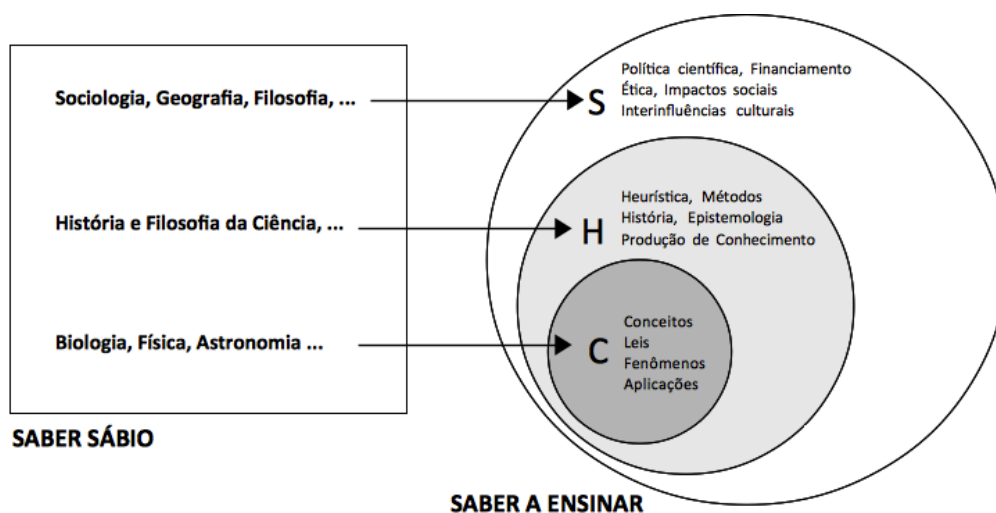 Sociologia, Geografia, Filosofia, ...
S
Política científica, Financiamento
Ética, Impactos sociais
Interinfluências culturais
História e Filosofia da Ciência, ...
H
Heurística, Métodos
História, Epistemologia
Produção de Conhecimento
Biologia, Física, Astronomia ...
C
Conceitos
Leis
Fenômenos
Aplicações
SABER SÁBIO
SABER A ENSINAR